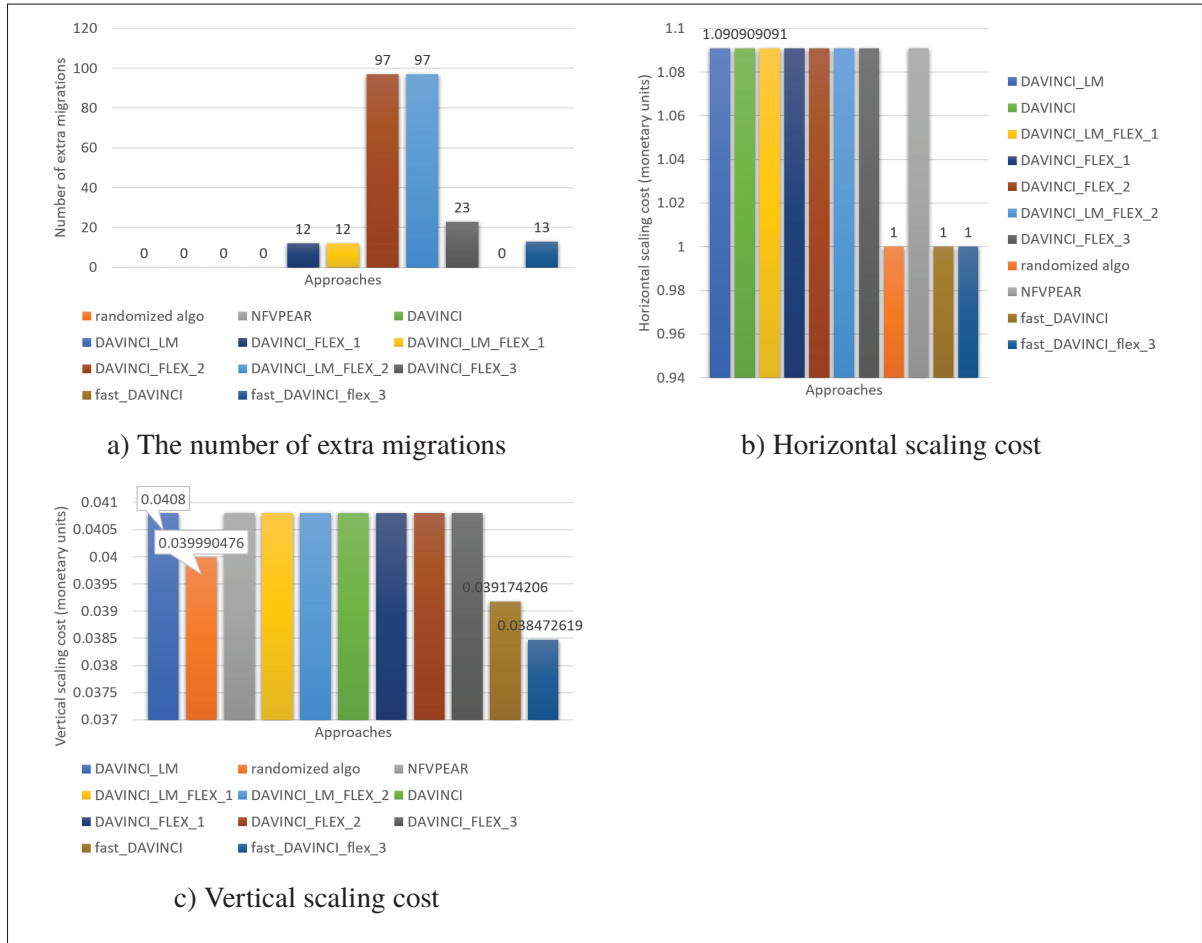 120
100
80
60
40
20
0
Number of extra migrations
0 0 0 0 12 12 97 97 23 0 13
Approaches
randomized algo NFVPEAR DAVINCI
DAVINCI_LM DAVINCI_FLEX_1 DAVINCI_LM_FLEX_1
DAVINCI_FLEX_2 DAVINCI_LM_FLEX_2 DAVINCI_FLEX_3
fast_DAVINCI fast_DAVINCI_flex_3
a) The number of extra migrations
1.1
1.08
1.06
1.04
1.02
1
0.98
0.96
0.94
Horizontal scaling cost (monetary units)
1.090909091
1 1 1
Approaches
DAVINCI_LM
DAVINCI
DAVINCI_LM_FLEX_1
DAVINCI_FLEX_1
DAVINCI_FLEX_2
DAVINCI_LM_FLEX_2
DAVINCI_FLEX_3
randomized algo
NFVPEAR
fast_DAVINCI
fast_DAVINCI_flex_3
b) Horizontal scaling cost
0.041
0.0405
0.04
0.0395
0.039
0.0385
0.038
0.0375
0.037
Vertical scaling cost (monetary units)
0.0408
0.039990476
0.039174206
0.038472619
Approaches
DAVINCI_LM randomized algo NFVPEAR
DAVINCI_LM_FLEX_1 DAVINCI_LM_FLEX_2 DAVINCI
DAVINCI_FLEX_1 DAVINCI_FLEX_2 DAVINCI_FLEX_3
fast_DAVINCI fast_DAVINCI_flex_3
c) Vertical scaling cost